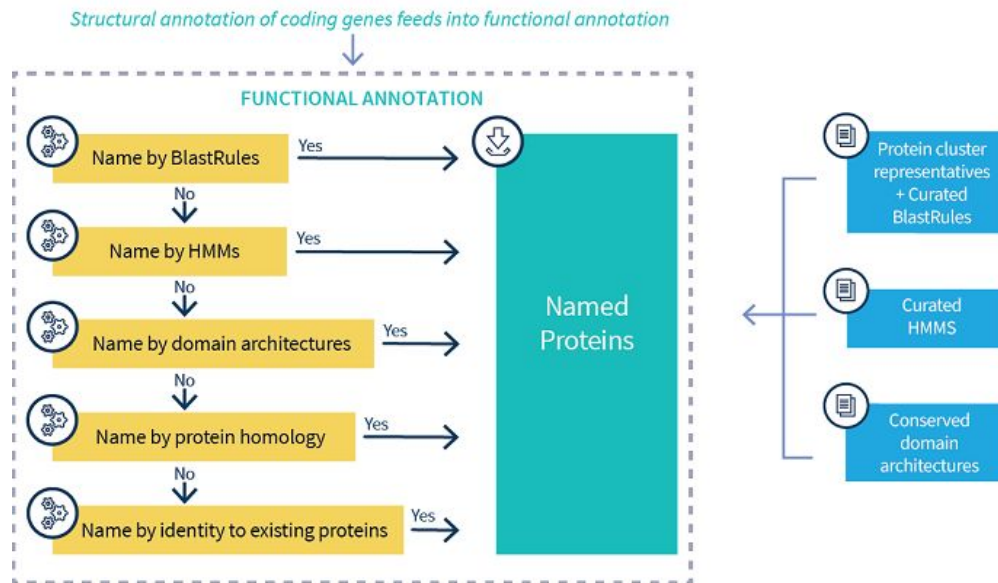 Structural annotation of coding genes feeds into functional annotation
FUNCTIONAL ANNOTATION
Name by BlastRules
Yes
No
Name by HMMs
Yes
No
Name by domain architectures
Yes
No
Name by protein homology
Yes
No
Name by identity to existing proteins
Yes
Named
Proteins
Protein cluster
representatives
+ Curated
BlastRules
Curated
HMMS
Conserved
domain
architectures